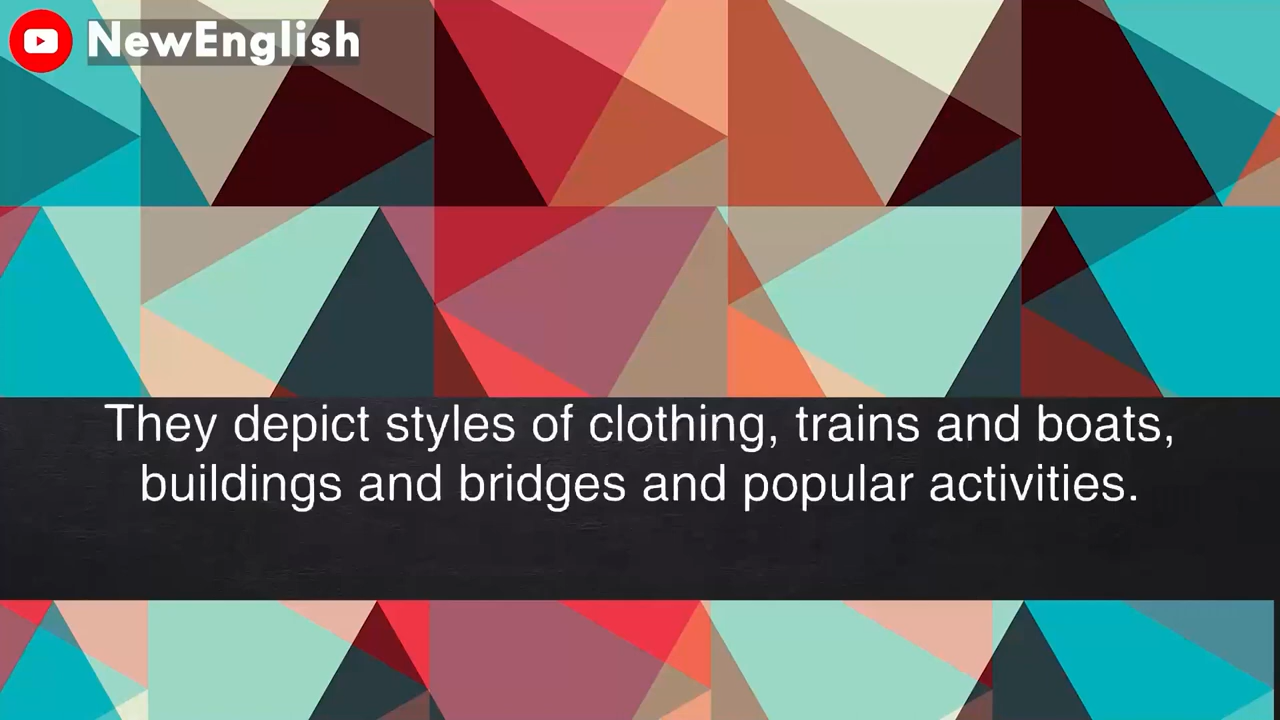 NewEnglish
They depict styles of clothing, trains and boats,
buildings and bridges and popular activities.